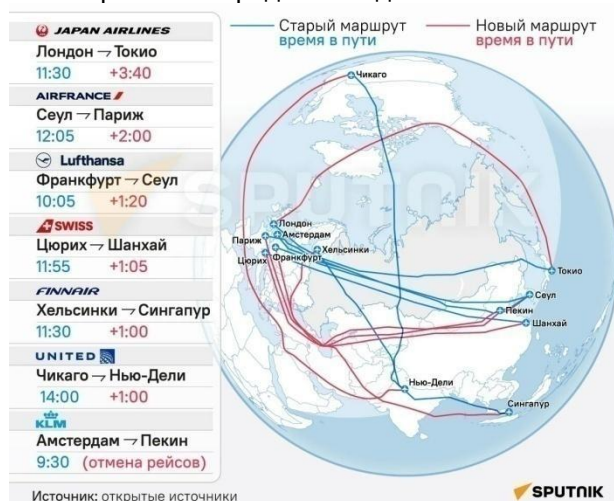 JAPAN AIRLINES
Лондон → Токио
11:30 +3:40
AIRFRANCE
Сеул → Париж
12:05 +2:00
Lufthansa
Франкфурт → Сеул
10:05 +1:20
SWISS
Цюрих → Шанхай
11:55 +1:05
FINNAIR
Хельсинки → Сингапур
11:30 +1:00
UNITED
Чикаго → Нью-Дели
14:00 +1:00
KLM
Амстердам → Пекин
9:30 (отмена рейсов)
Источник: открытые источники
Старый маршрут
время в пути
Новый маршрут
время в пути
Чикаго
SPUTNIK
Лондон
Амстердам
Париж
Хельсинки
Цюрих
Франкфурт
Токио
Сеул
Пекин
Шанхай
Нью-Дели
Сингапур
SPUTNIK